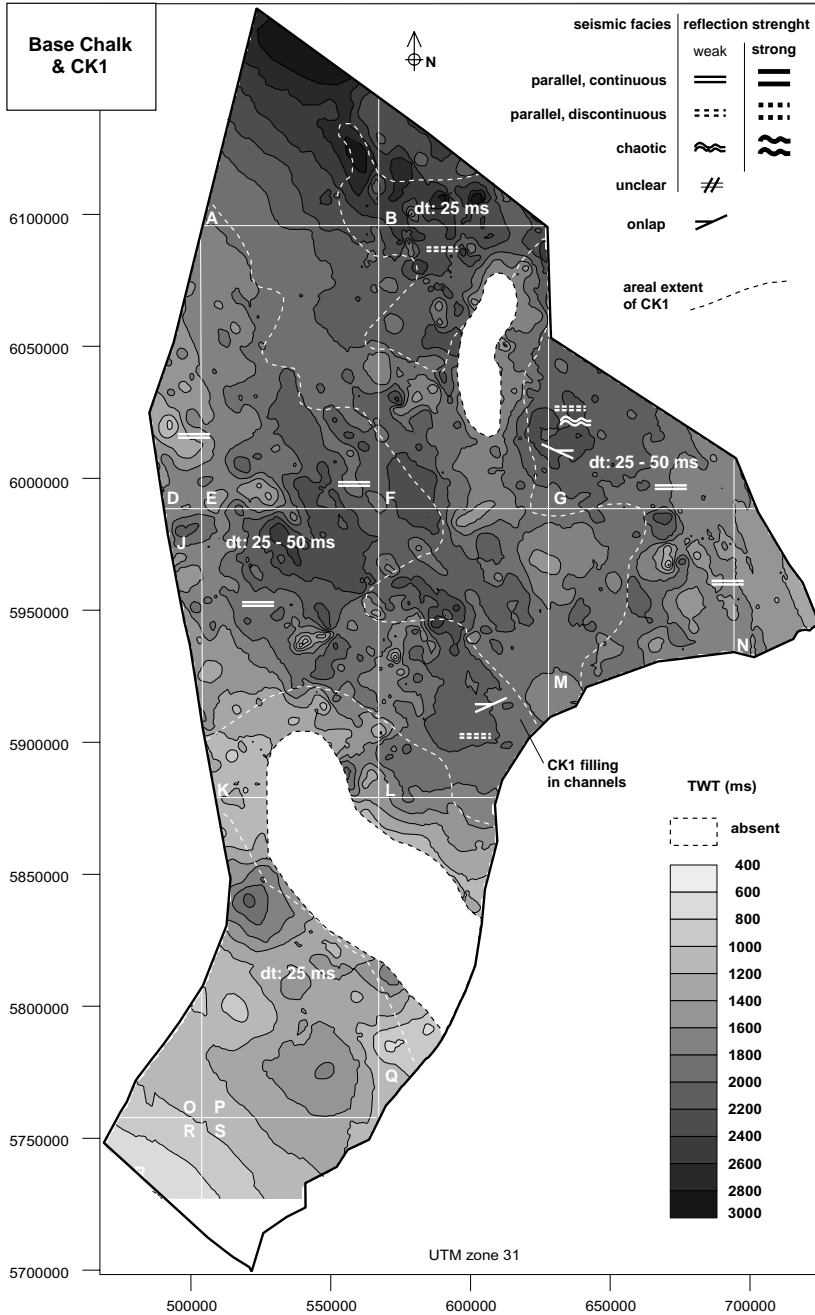 Base Chalk
& CK1
N
seismic facies reflection strenght
weak strong
parallel, continuous
parallel, discontinuous
chaotic
unclear
onlap
areal extent
of CK1
6100000
6050000
6000000
5950000
5900000
5850000
5800000
5750000
5700000
A
B
dt: 25 ms
dt: 25 - 50 ms
D E F G
J
dt: 25 - 50 ms
N
M
CK1 filling
in channels
K L
dt: 25 ms
Q
O P
R S
TWT (ms)
absent
400
600
800
1000
1200
1400
1600
1800
2000
2200
2400
2600
2800
3000
UTM zone 31
500000 550000 600000 650000 700000